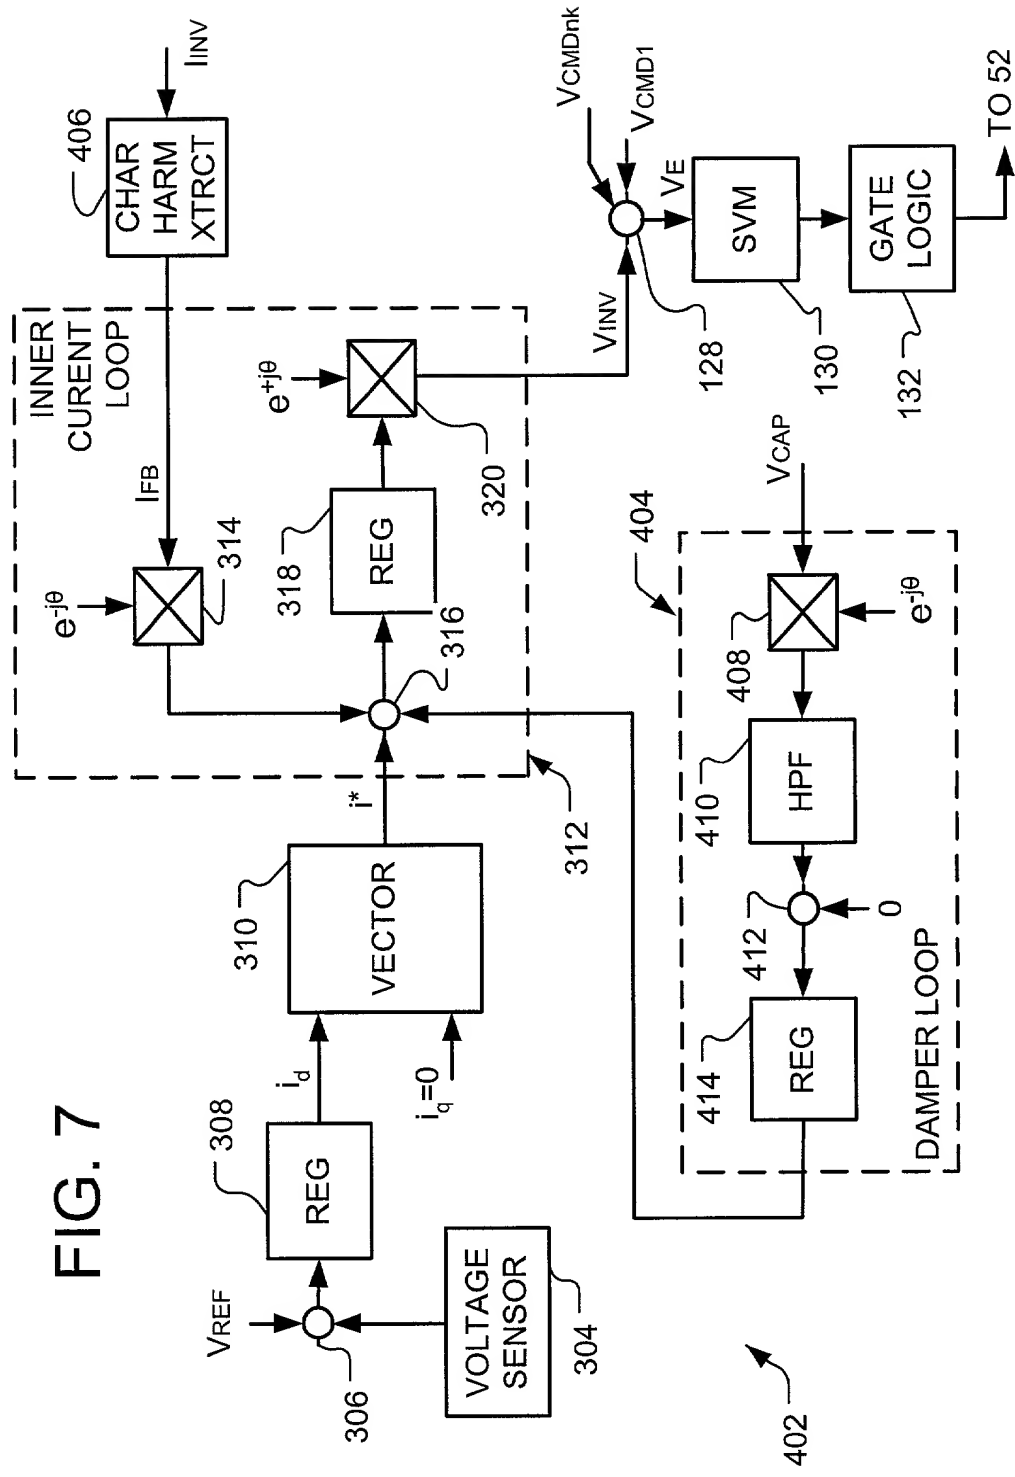 FIG. 7
402
VREF
306
VOLTAGE
SENSOR
304
308
REG
id
iq=0
310
VECTOR
i*
312
INNER
CURENT
LOOP
e-jθ
314
IFB
406
CHAR
HARM
XTRCT
IINV
316
318
REG
320
e+jθ
VINV
VCMDnk
VCMD1
128
VE
130
SVM
132
GATE
LOGIC
TO 52
404
VCAP
408
e-jθ
410
HPF
412
0
414
REG
DAMPER LOOP